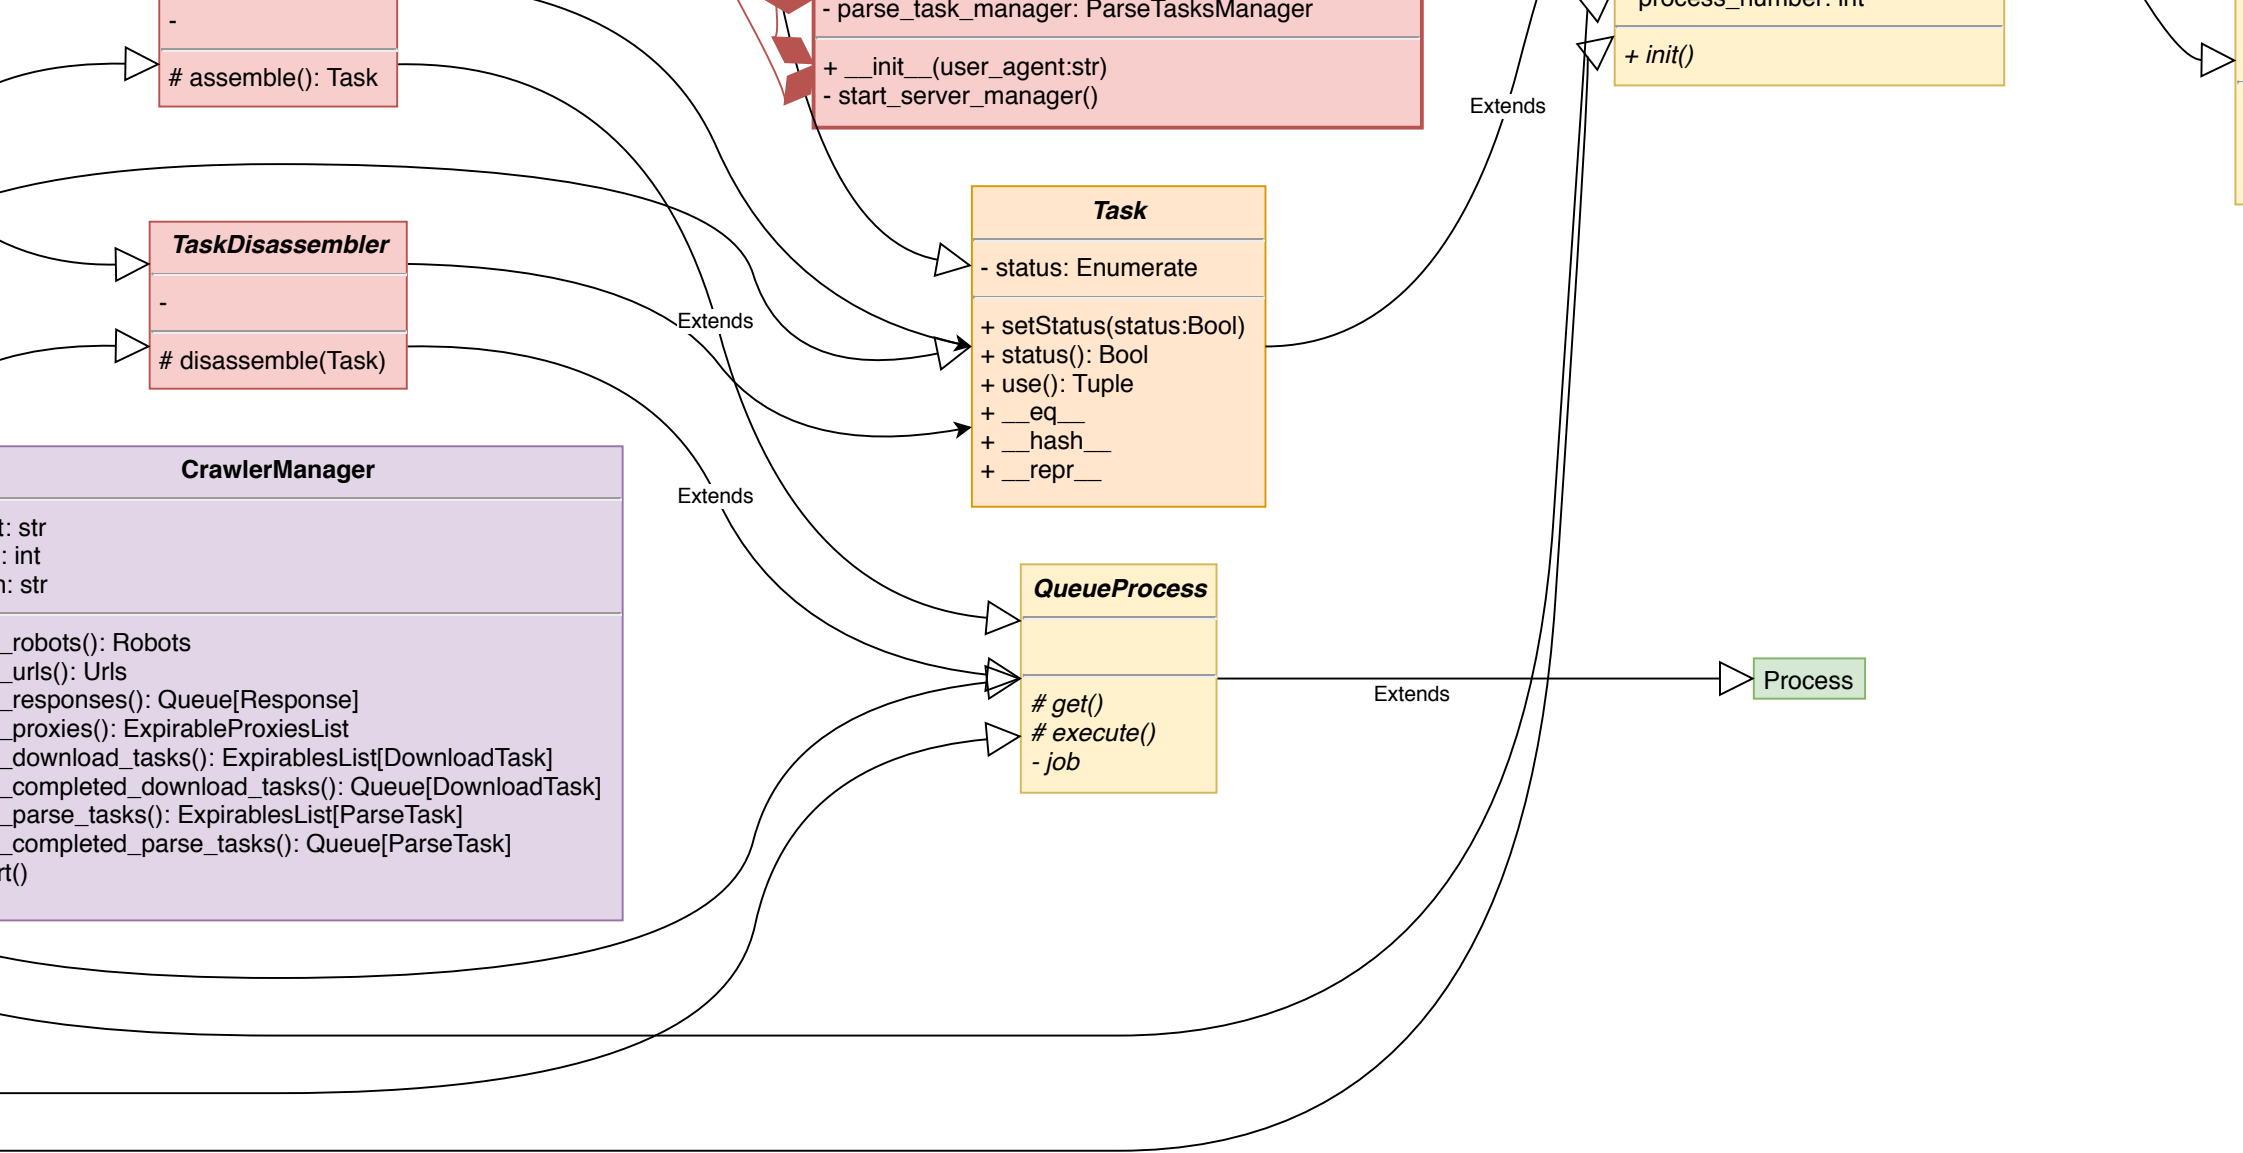 -
# assemble(): Task
- parse_task_manager: ParseTasksManager
+ __init__(user_agent:str)
- start_server_manager()
process_number: int
+ init()
Extends
Task
- status: Enumerate
+ setStatus(status:Bool)
+ status(): Bool
+ use(): Tuple
+ __eq__
+ __hash__
+ __repr__
TaskDisassembler
-
# disassemble(Task)
Extends
Extends
CrawlerManager
t: str
: int
n: str
_robots(): Robots
_urls(): Urls
_responses(): Queue[Response]
_proxies(): ExpirableProxiesList
_download_tasks(): ExpirablesList[DownloadTask]
_completed_download_tasks(): Queue[DownloadTask]
_parse_tasks(): ExpirablesList[ParseTask]
_completed_parse_tasks(): Queue[ParseTask]
rt()
QueueProcess
# get()
# execute()
- job
Extends
Process